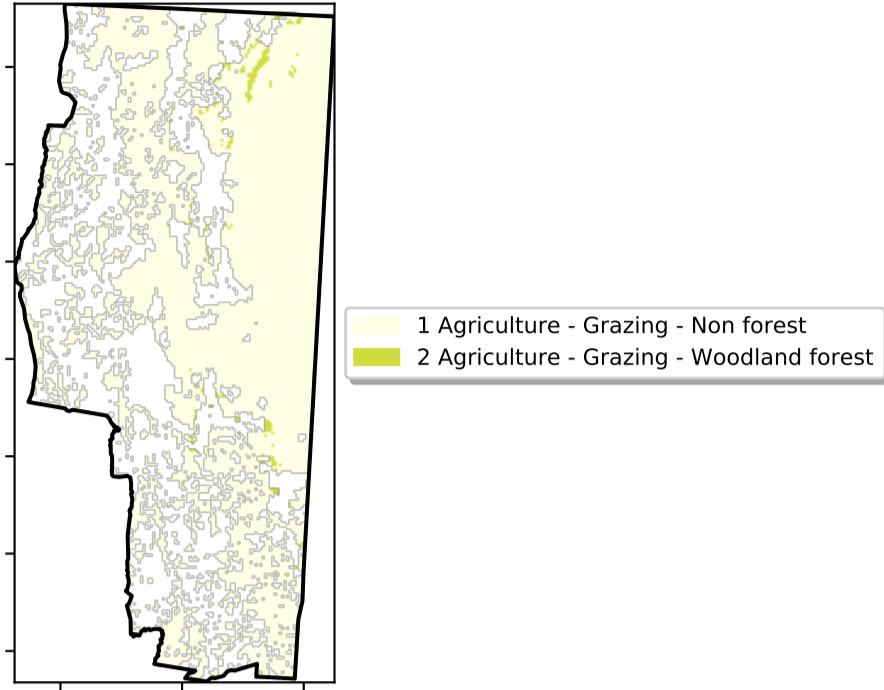 1 Agriculture - Grazing - Non forest
2 Agriculture - Grazing - Woodland forest